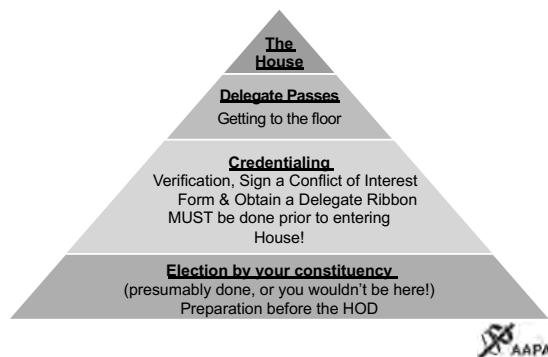 The
House
Delegate Passes
Getting to the floor
Credentialing
Verification, Sign a Conflict of Interest
Form & Obtain a Delegate Ribbon
MUST be done prior to entering
House!
Election by your constituency
(presumably done, or you wouldn't be here!)
Preparation before the HOD
AAPA